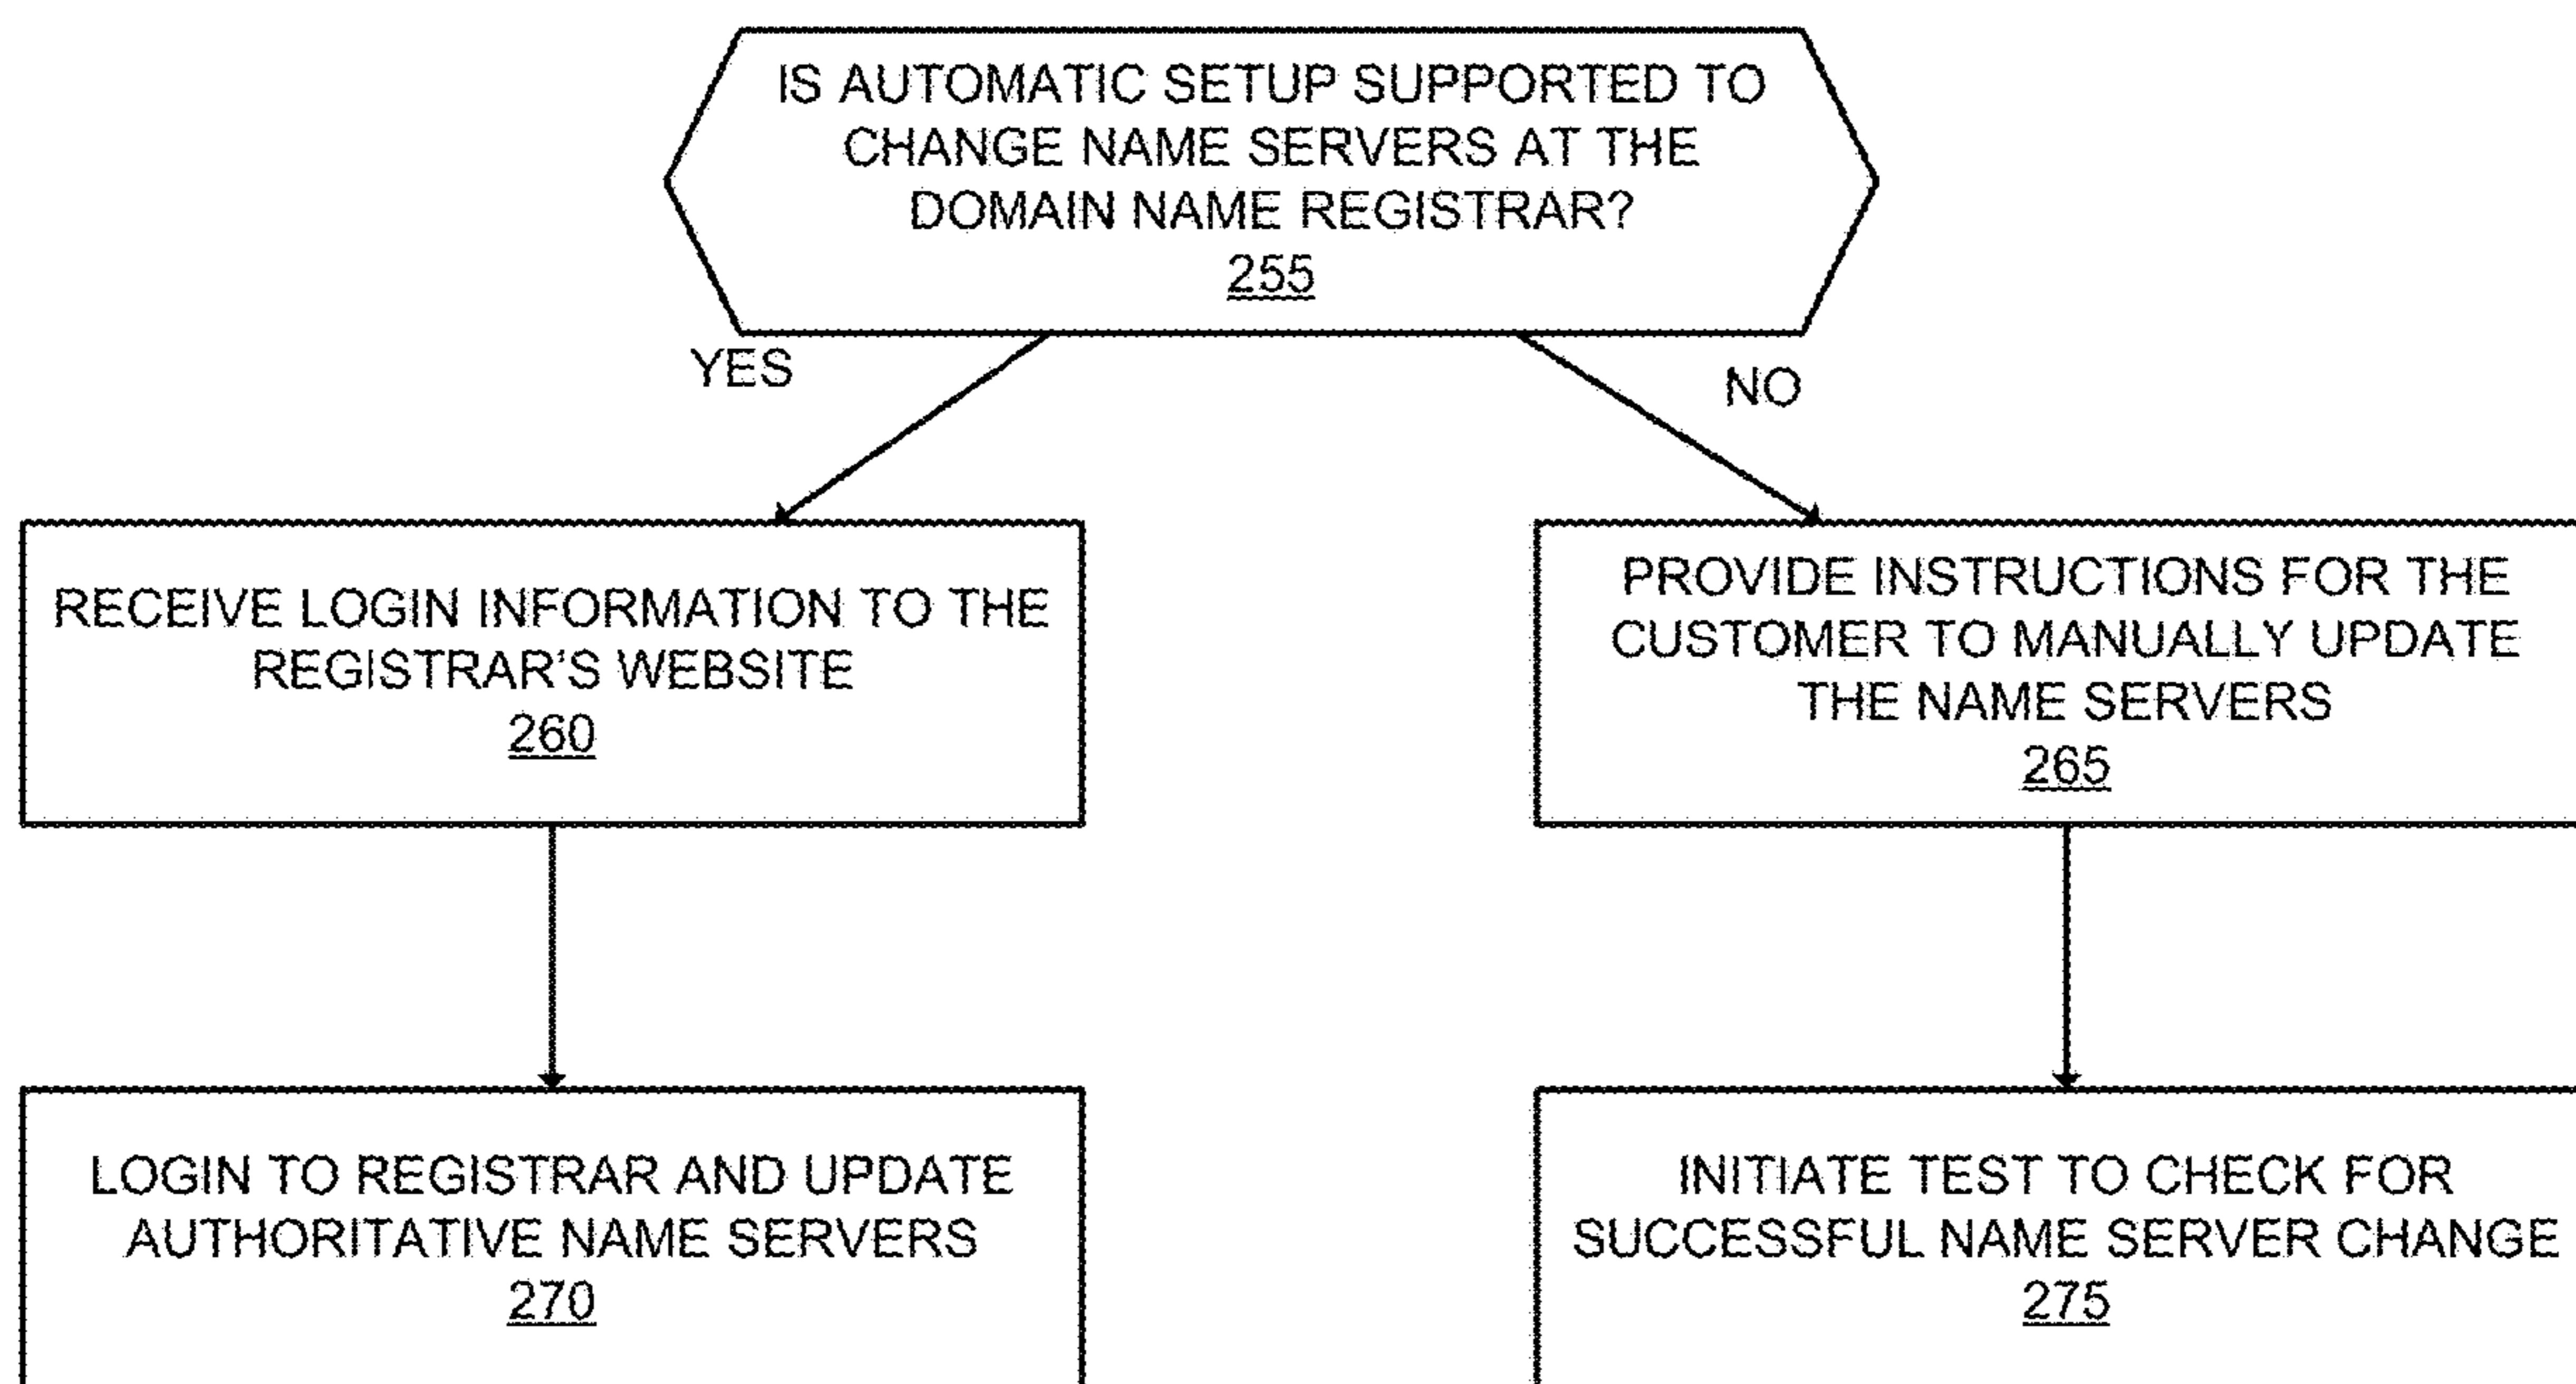 IS AUTOMATIC SETUP SUPPORTED TO
CHANGE NAME SERVERS AT THE
DOMAIN NAME REGISTRAR?
255
YES
NO
RECEIVE LOGIN INFORMATION TO THE
REGISTRAR'S WEBSITE
260
PROVIDE INSTRUCTIONS FOR THE
CUSTOMER TO MANUALLY UPDATE
THE NAME SERVERS
265
LOGIN TO REGISTRAR AND UPDATE
AUTHORITATIVE NAME SERVERS
270
INITIATE TEST TO CHECK FOR
SUCCESSFUL NAME SERVER CHANGE
275